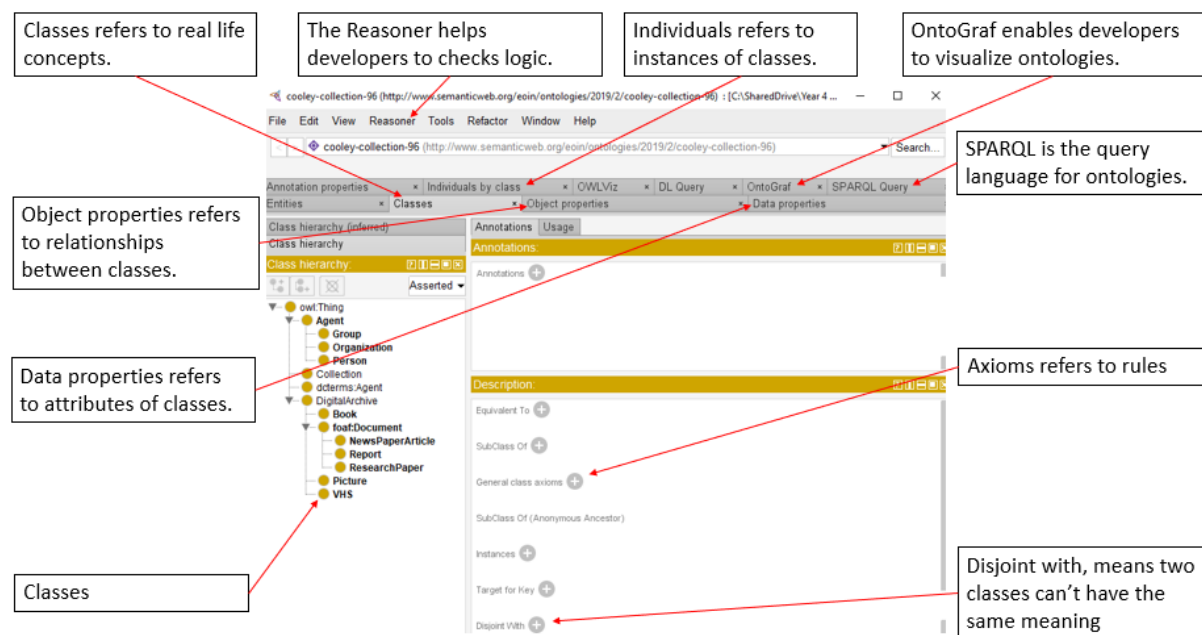 Classes refers to real life
concepts.
The Reasoner helps
developers to checks logic.
Individuals refers to
instances of classes.
OntoGraf enables developers
to visualize ontologies.
cooley-collection-96 (http://www.semanticweb.org/eoin/ontologies/2019/2/cooley-collection-96) : [C:\SharedDrive\Year 4 ...
File Edit View Reasoner Tools Refactor Window Help
cooley-collection-96 (http://www.semanticweb.org/eoin/ontologies/2019/2/cooley-collection-96)
Search...
SPARQL is the query
language for ontologies.
Annotation properties × Individuals by class × OWLViz × DL Query × OntoGraf × SPARQL Query
Entities × Classes × Object properties × Data properties
Object properties refers
to relationships
between classes.
Class hierarchy (inferred)
Class hierarchy
Class hierarchy:
Asserted
Annotations Usage
Annotations:
Annotations
owl:Thing
Agent
Group
Organization
Person
Collection
dcterms:Agent
DigitalArchive
Book
foaf:Document
NewsPaperArticle
Report
ResearchPaper
Picture
VHS
Data properties refers
to attributes of classes.
Classes
Description:
Equivalent To
SubClass Of
General class axioms
SubClass Of (Anonymous Ancestor)
Instances
Target for Key
Disjoint With
Axioms refers to rules
Disjoint with, means two
classes can’t have the
same meaning